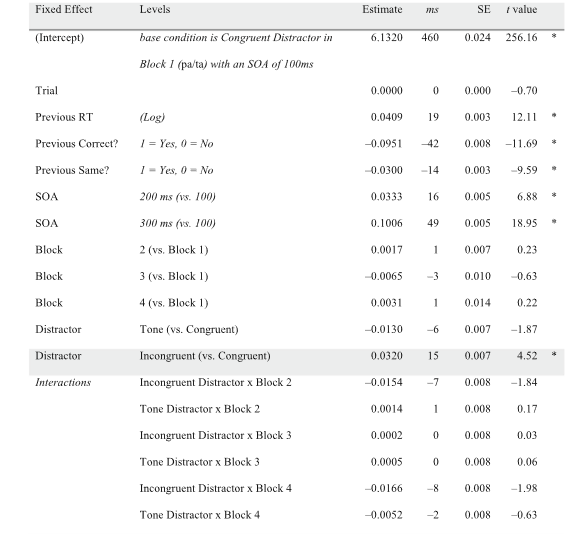 Fixed Effect Levels Estimate ms SE t value
(Intercept) base condition is Congruent Distractor in 6.1320 460 0.024 256.16 *
Block 1 (pa/ta) with an SOA of 100ms
Trial 0.0000 0 0.000 –0.70
Previous RT (Log) 0.0409 19 0.003 12.11 *
Previous Correct? 1 = Yes, 0 = No –0.0951 –42 0.008 –11.69 *
Previous Same? 1 = Yes, 0 = No –0.0300 –14 0.003 –9.59 *
SOA 200 ms (vs. 100) 0.0333 16 0.005 6.88 *
SOA 300 ms (vs. 100) 0.1006 49 0.005 18.95 *
Block 2 (vs. Block 1) 0.0017 1 0.007 0.23
Block 3 (vs. Block 1) –0.0065 –3 0.010 –0.63
Block 4 (vs. Block 1) 0.0031 1 0.014 0.22
Distractor Tone (vs. Congruent) –0.0130 –6 0.007 –1.87
Distractor Incongruent (vs. Congruent) 0.0320 15 0.007 4.52 *
Interactions Incongruent Distractor x Block 2 –0.0154 –7 0.008 –1.84
Tone Distractor x Block 2 0.0014 1 0.008 0.17
Incongruent Distractor x Block 3 0.0002 0 0.008 0.03
Tone Distractor x Block 3 0.0005 0 0.008 0.06
Incongruent Distractor x Block 4 –0.0166 –8 0.008 –1.98
Tone Distractor x Block 4 –0.0052 –2 0.008 –0.63